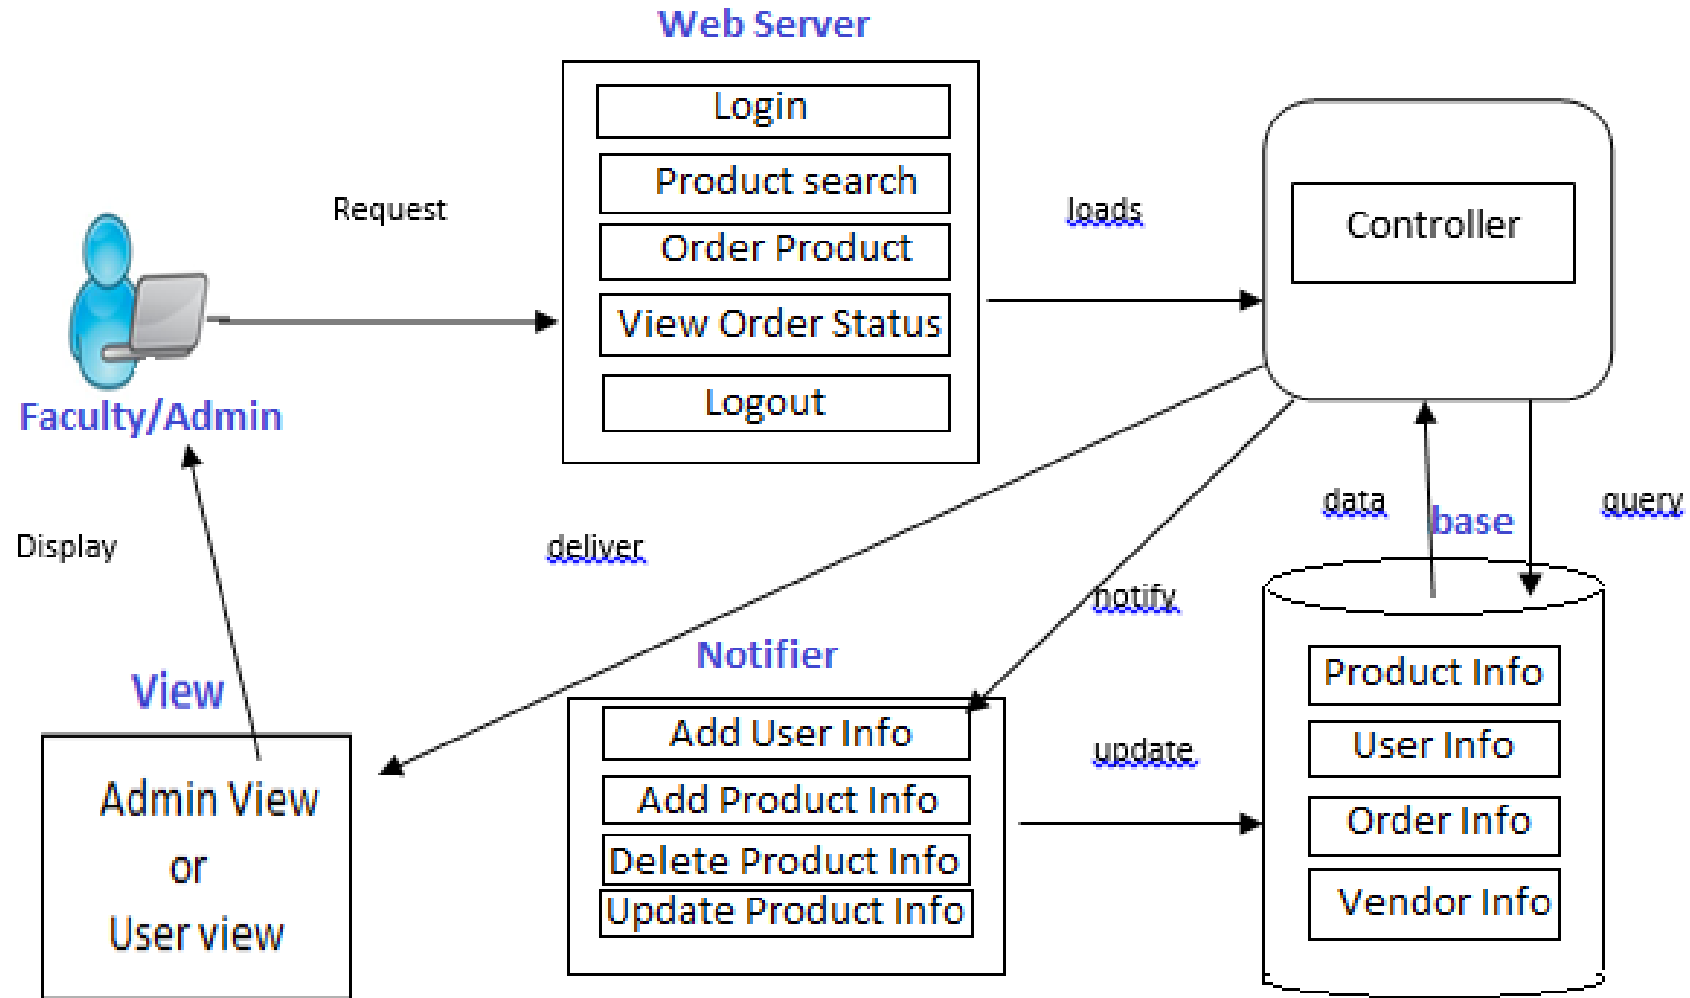 Web Server
Login
Product search
Order Product
View Order Status
Logout
Request
loads
Controller
Faculty/Admin
Display
deliver
notify
data
base
query
View
Admin View
or
User view
Notifier
Add User Info
Add Product Info
Delete Product Info
Update Product Info
update
Product Info
User Info
Order Info
Vendor Info